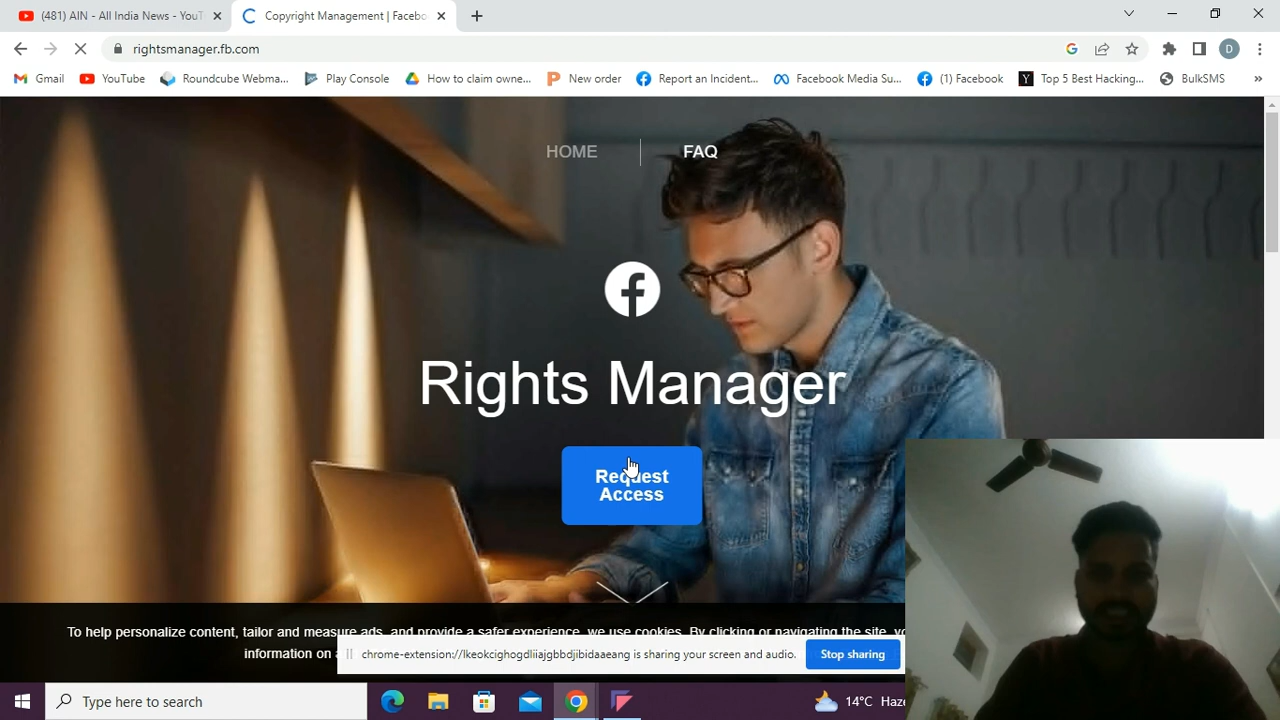 (481) AIN - All India News - YouT
Copyright Management | Facebo
rightsmanager.fb.com
Gmail
YouTube
Roundcube Webma...
Play Console
How to claim owne...
New order
Report an Incident...
Facebook Media Su...
(1) Facebook
Top 5 Best Hacking...
BulkSMS
D
HOME
FAQ
Rights Manager
Request
Access
To help personalize content, tailor and measure ads, and provide a safer experience, we use cookies. By clicking or navigating the site, yo
information on a
chrome-extension://lkeokcighogdliiajgbbdjibidaaeang is sharing your screen and audio.
Stop sharing
Type here to search
14°C Haze